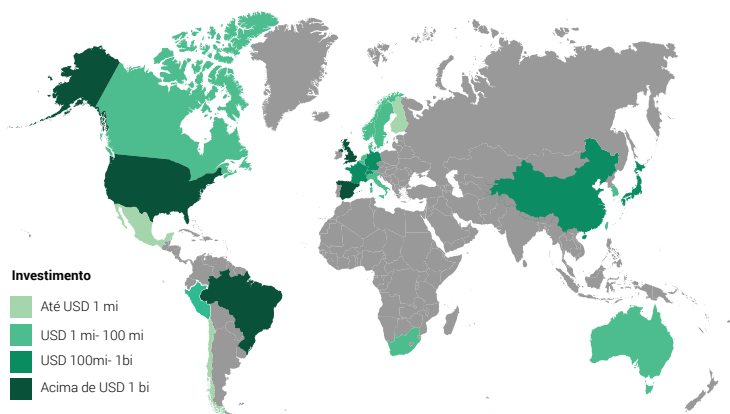 Investimento
Até USD 1 mi
USD 1 mi- 100 mi
USD 100mi- 1bi
Acima de USD 1 bi